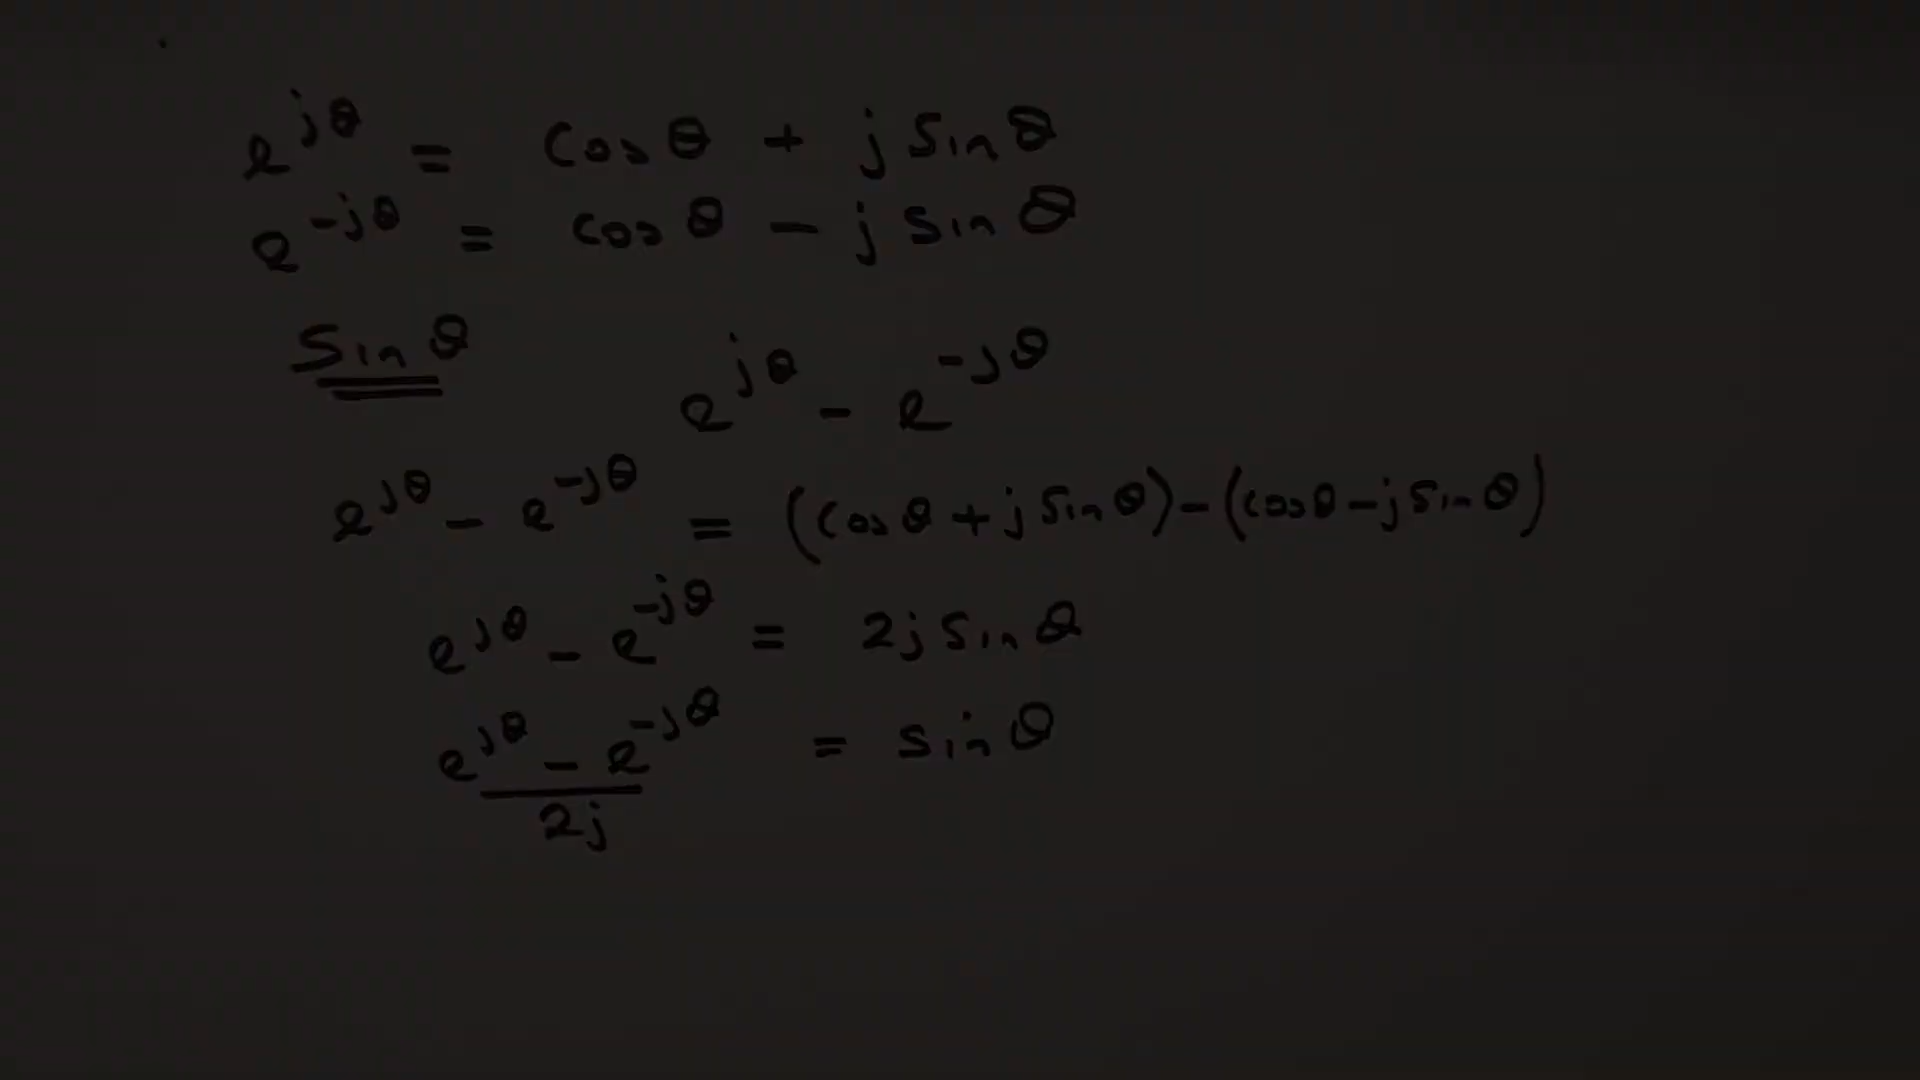 e^{jθ} = Cosθ + j Sinθ
e^{-jθ} = cosθ - j sinθ
Sinθ
e^{jθ} - e^{-jθ}
e^{jθ} - e^{-jθ} = (cosθ + j Sinθ) - (cosθ - j Sinθ)
e^{jθ} - e^{-jθ} = 2j Sinθ
\frac{e^{jθ} - e^{-jθ}}{2j} = sinθ